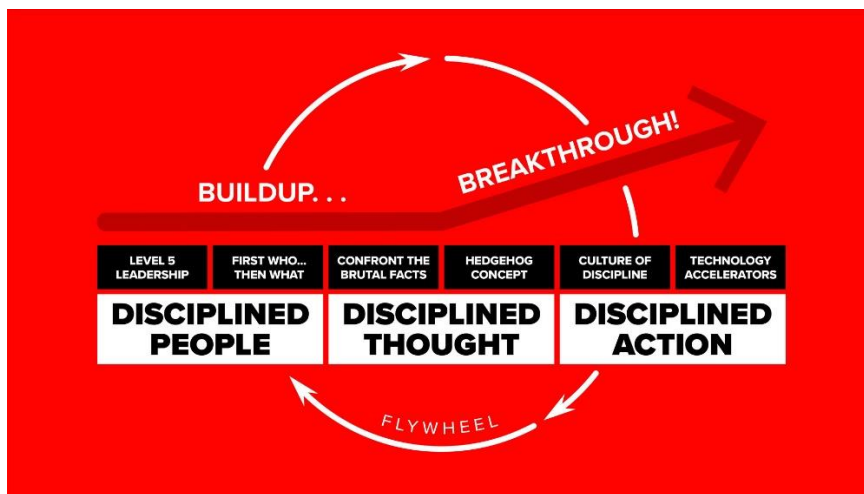 BUILDUP. . .
BREAKTHROUGH!
LEVEL 5
LEADERSHIP
FIRST WHO...
THEN WHAT
CONFRONT THE
BRUTAL FACTS
HEDGEHOG
CONCEPT
CULTURE OF
DISCIPLINE
TECHNOLOGY
ACCELERATORS
DISCIPLINED
PEOPLE
DISCIPLINED
THOUGHT
DISCIPLINED
ACTION
FLYWHEEL